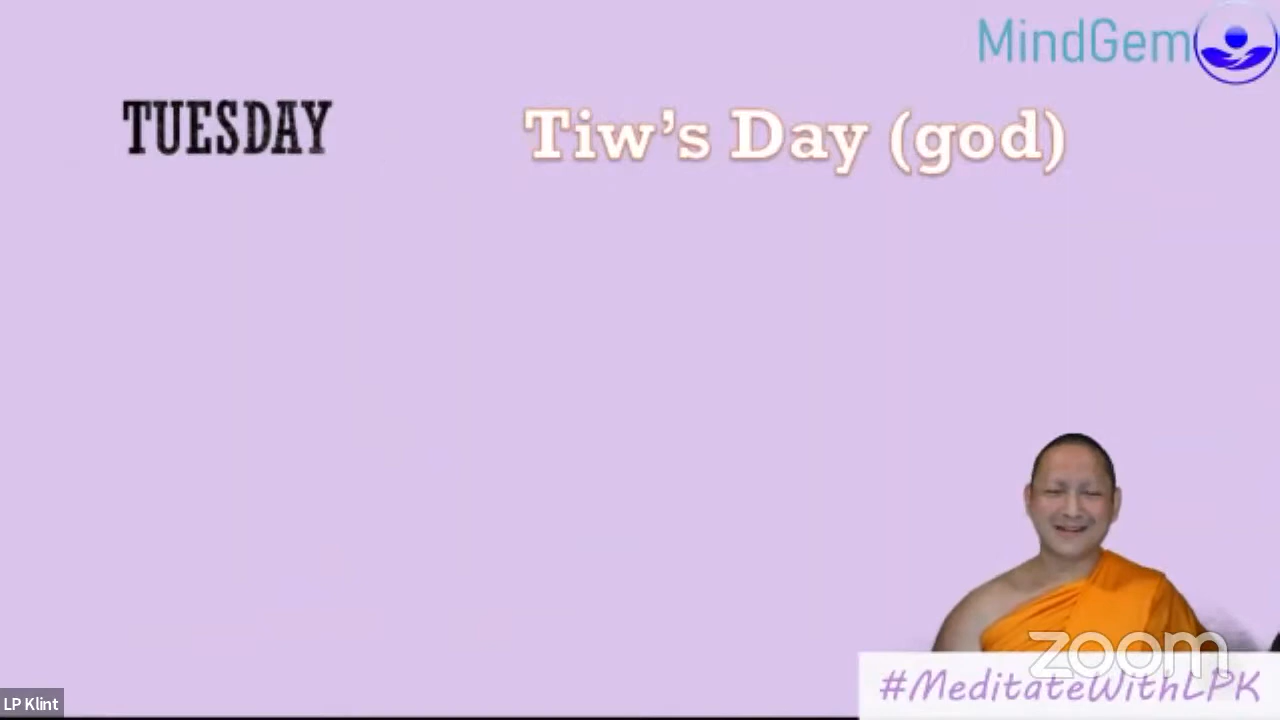 MindGem
TUESDAY
Tiw's Day (god)
zoom
#MeditateWithLPK
LP Klint